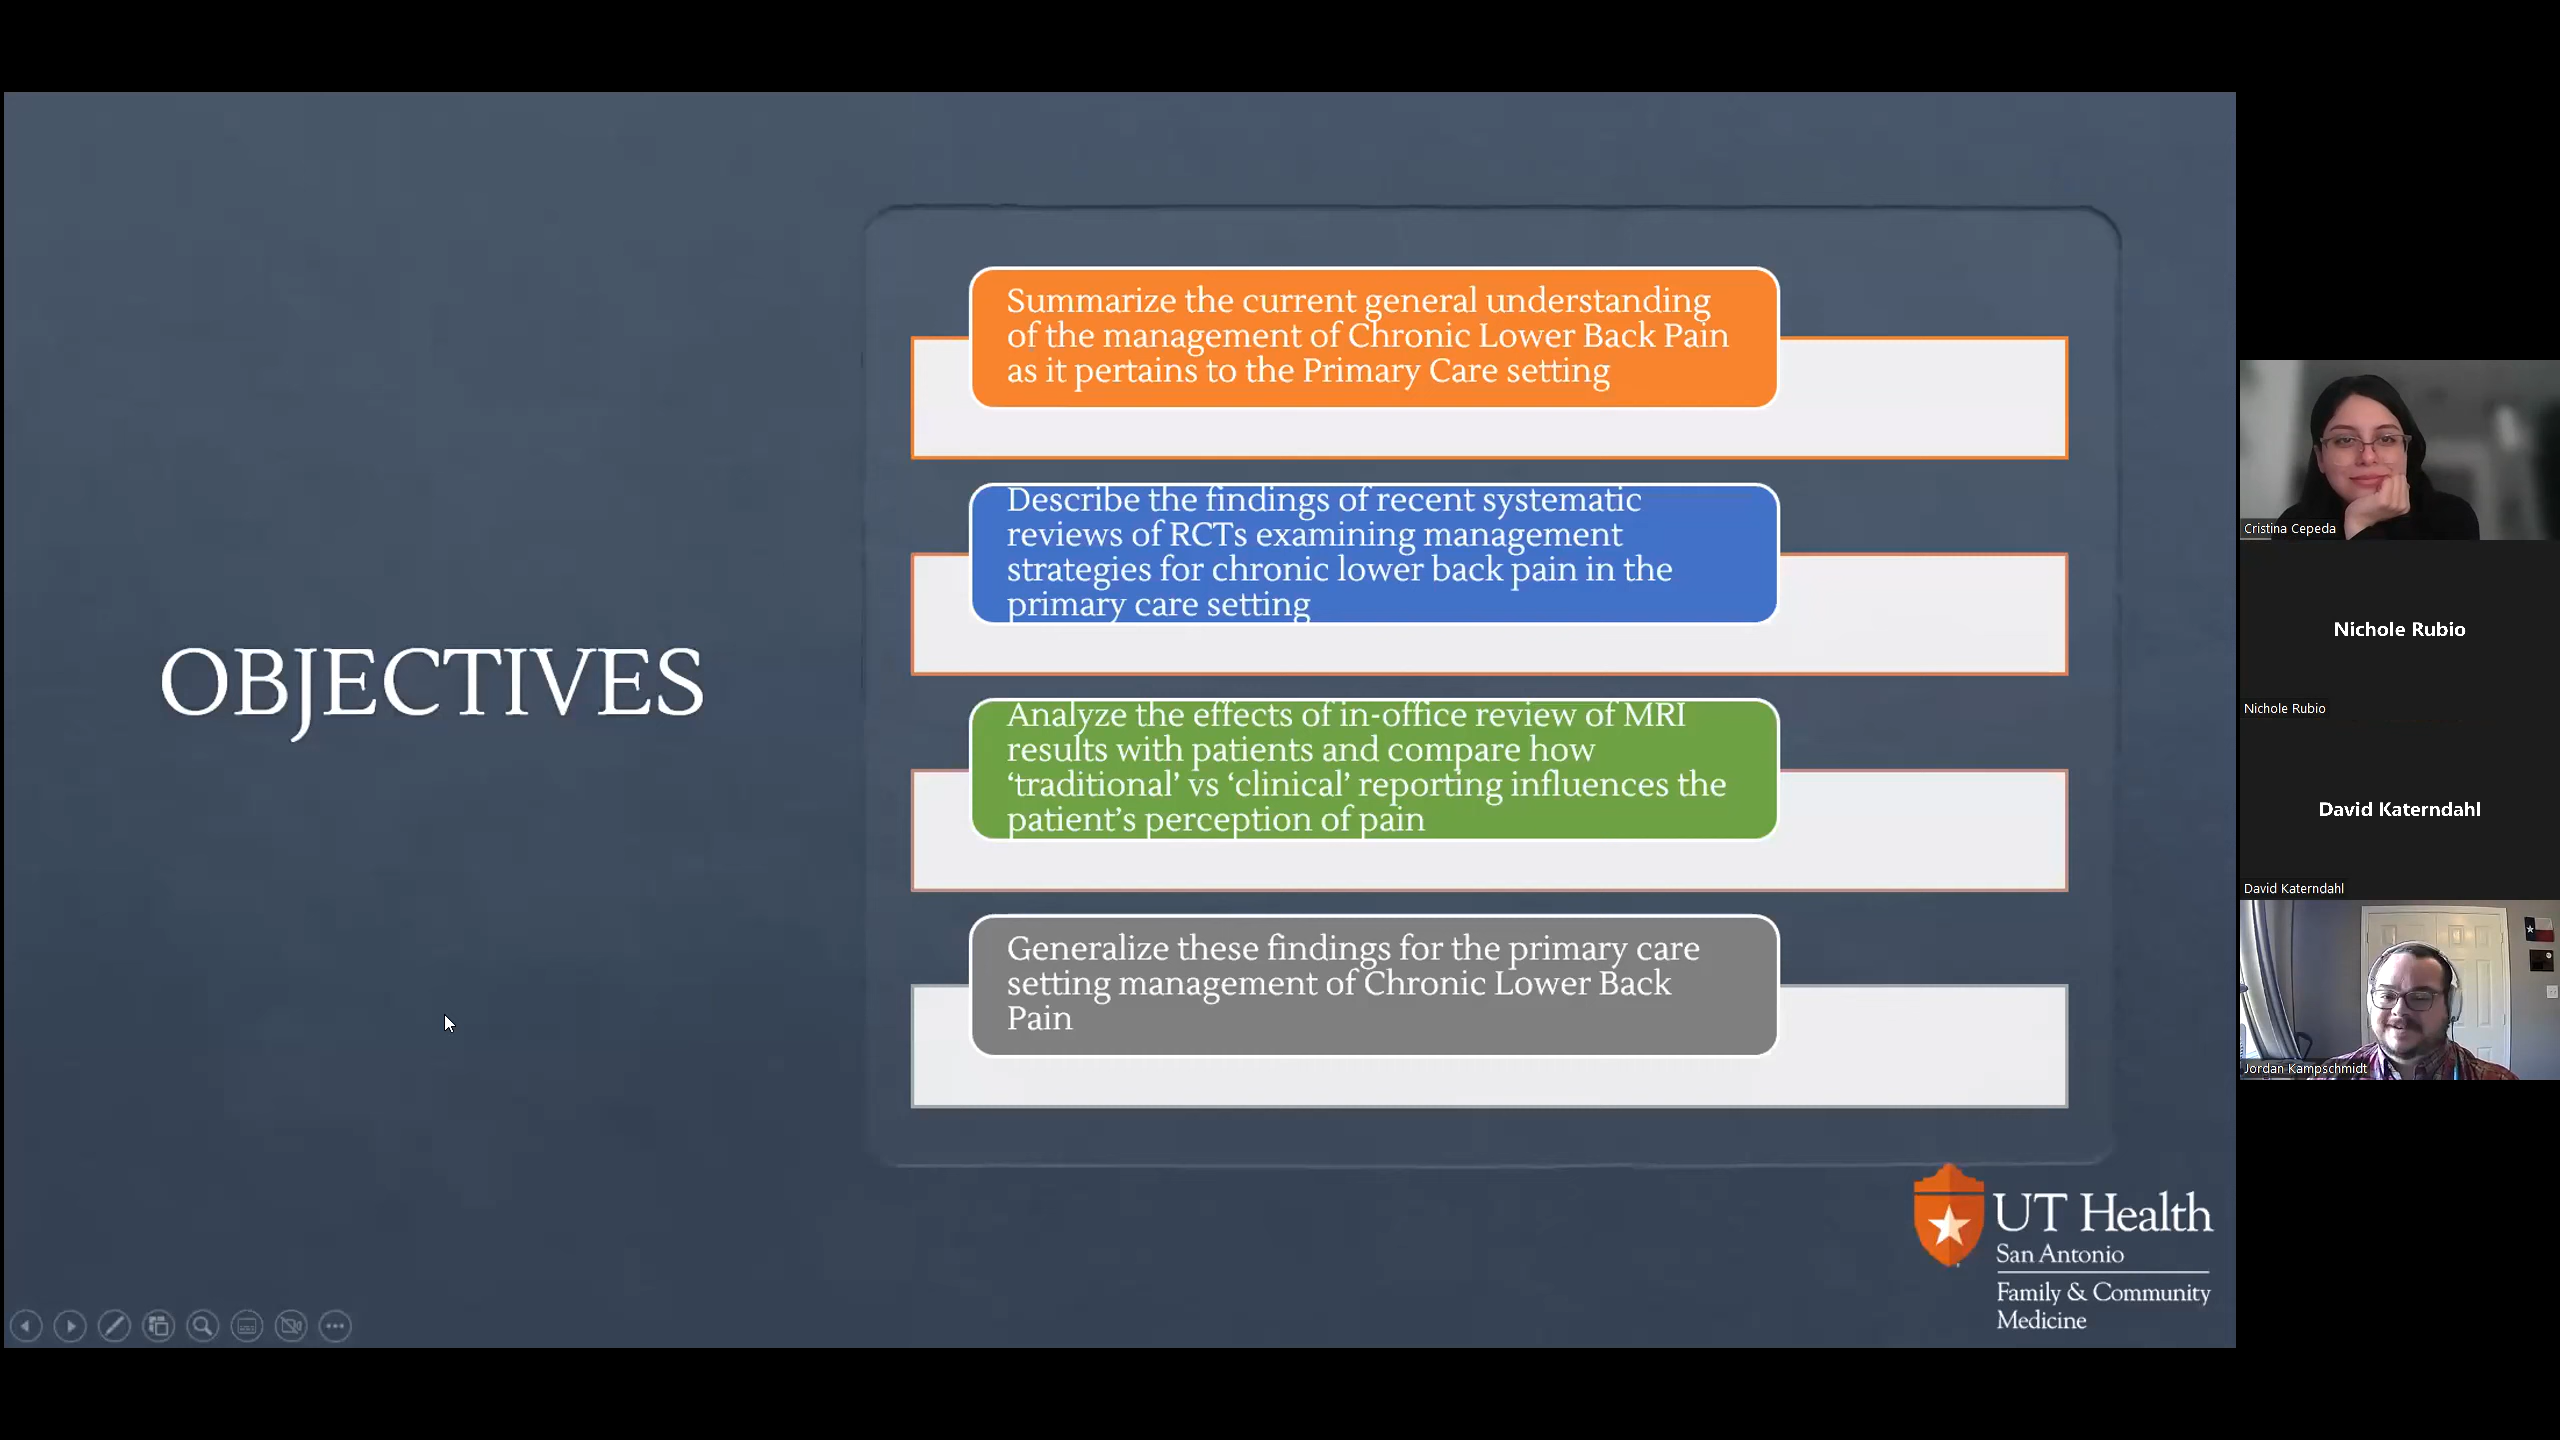 OBJECTIVES
Summarize the current general understanding
of the management of Chronic Lower Back Pain
as it pertains to the Primary Care setting
Describe the findings of recent systematic
reviews of RCTs examining management
strategies for chronic lower back pain in the
primary care setting
Analyze the effects of in-office review of MRI
results with patients and compare how
‘traditional’ vs ‘clinical’ reporting influences the
patient’s perception of pain
Generalize these findings for the primary care
setting management of Chronic Lower Back
Pain
UT Health
San Antonio
Family & Community
Medicine
Cristina Cepeda
Nichole Rubio
Nichole Rubio
David Katerndahl
David Katerndahl
Jordan Kampschmidt